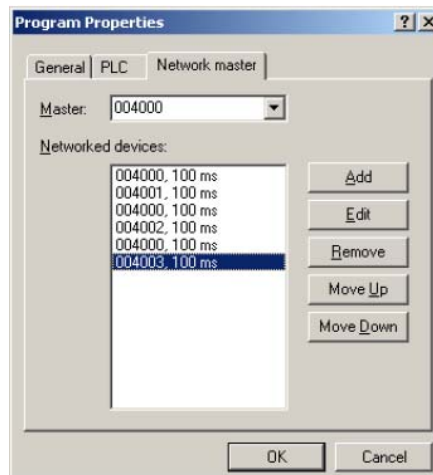 Program Properties
General PLC Network master
Master: 004000
Networked devices:
004000, 100 ms
004001, 100 ms
004000, 100 ms
004002, 100 ms
004000, 100 ms
004003, 100 ms
Add
Edit
Remove
Move Up
Move Down
OK Cancel